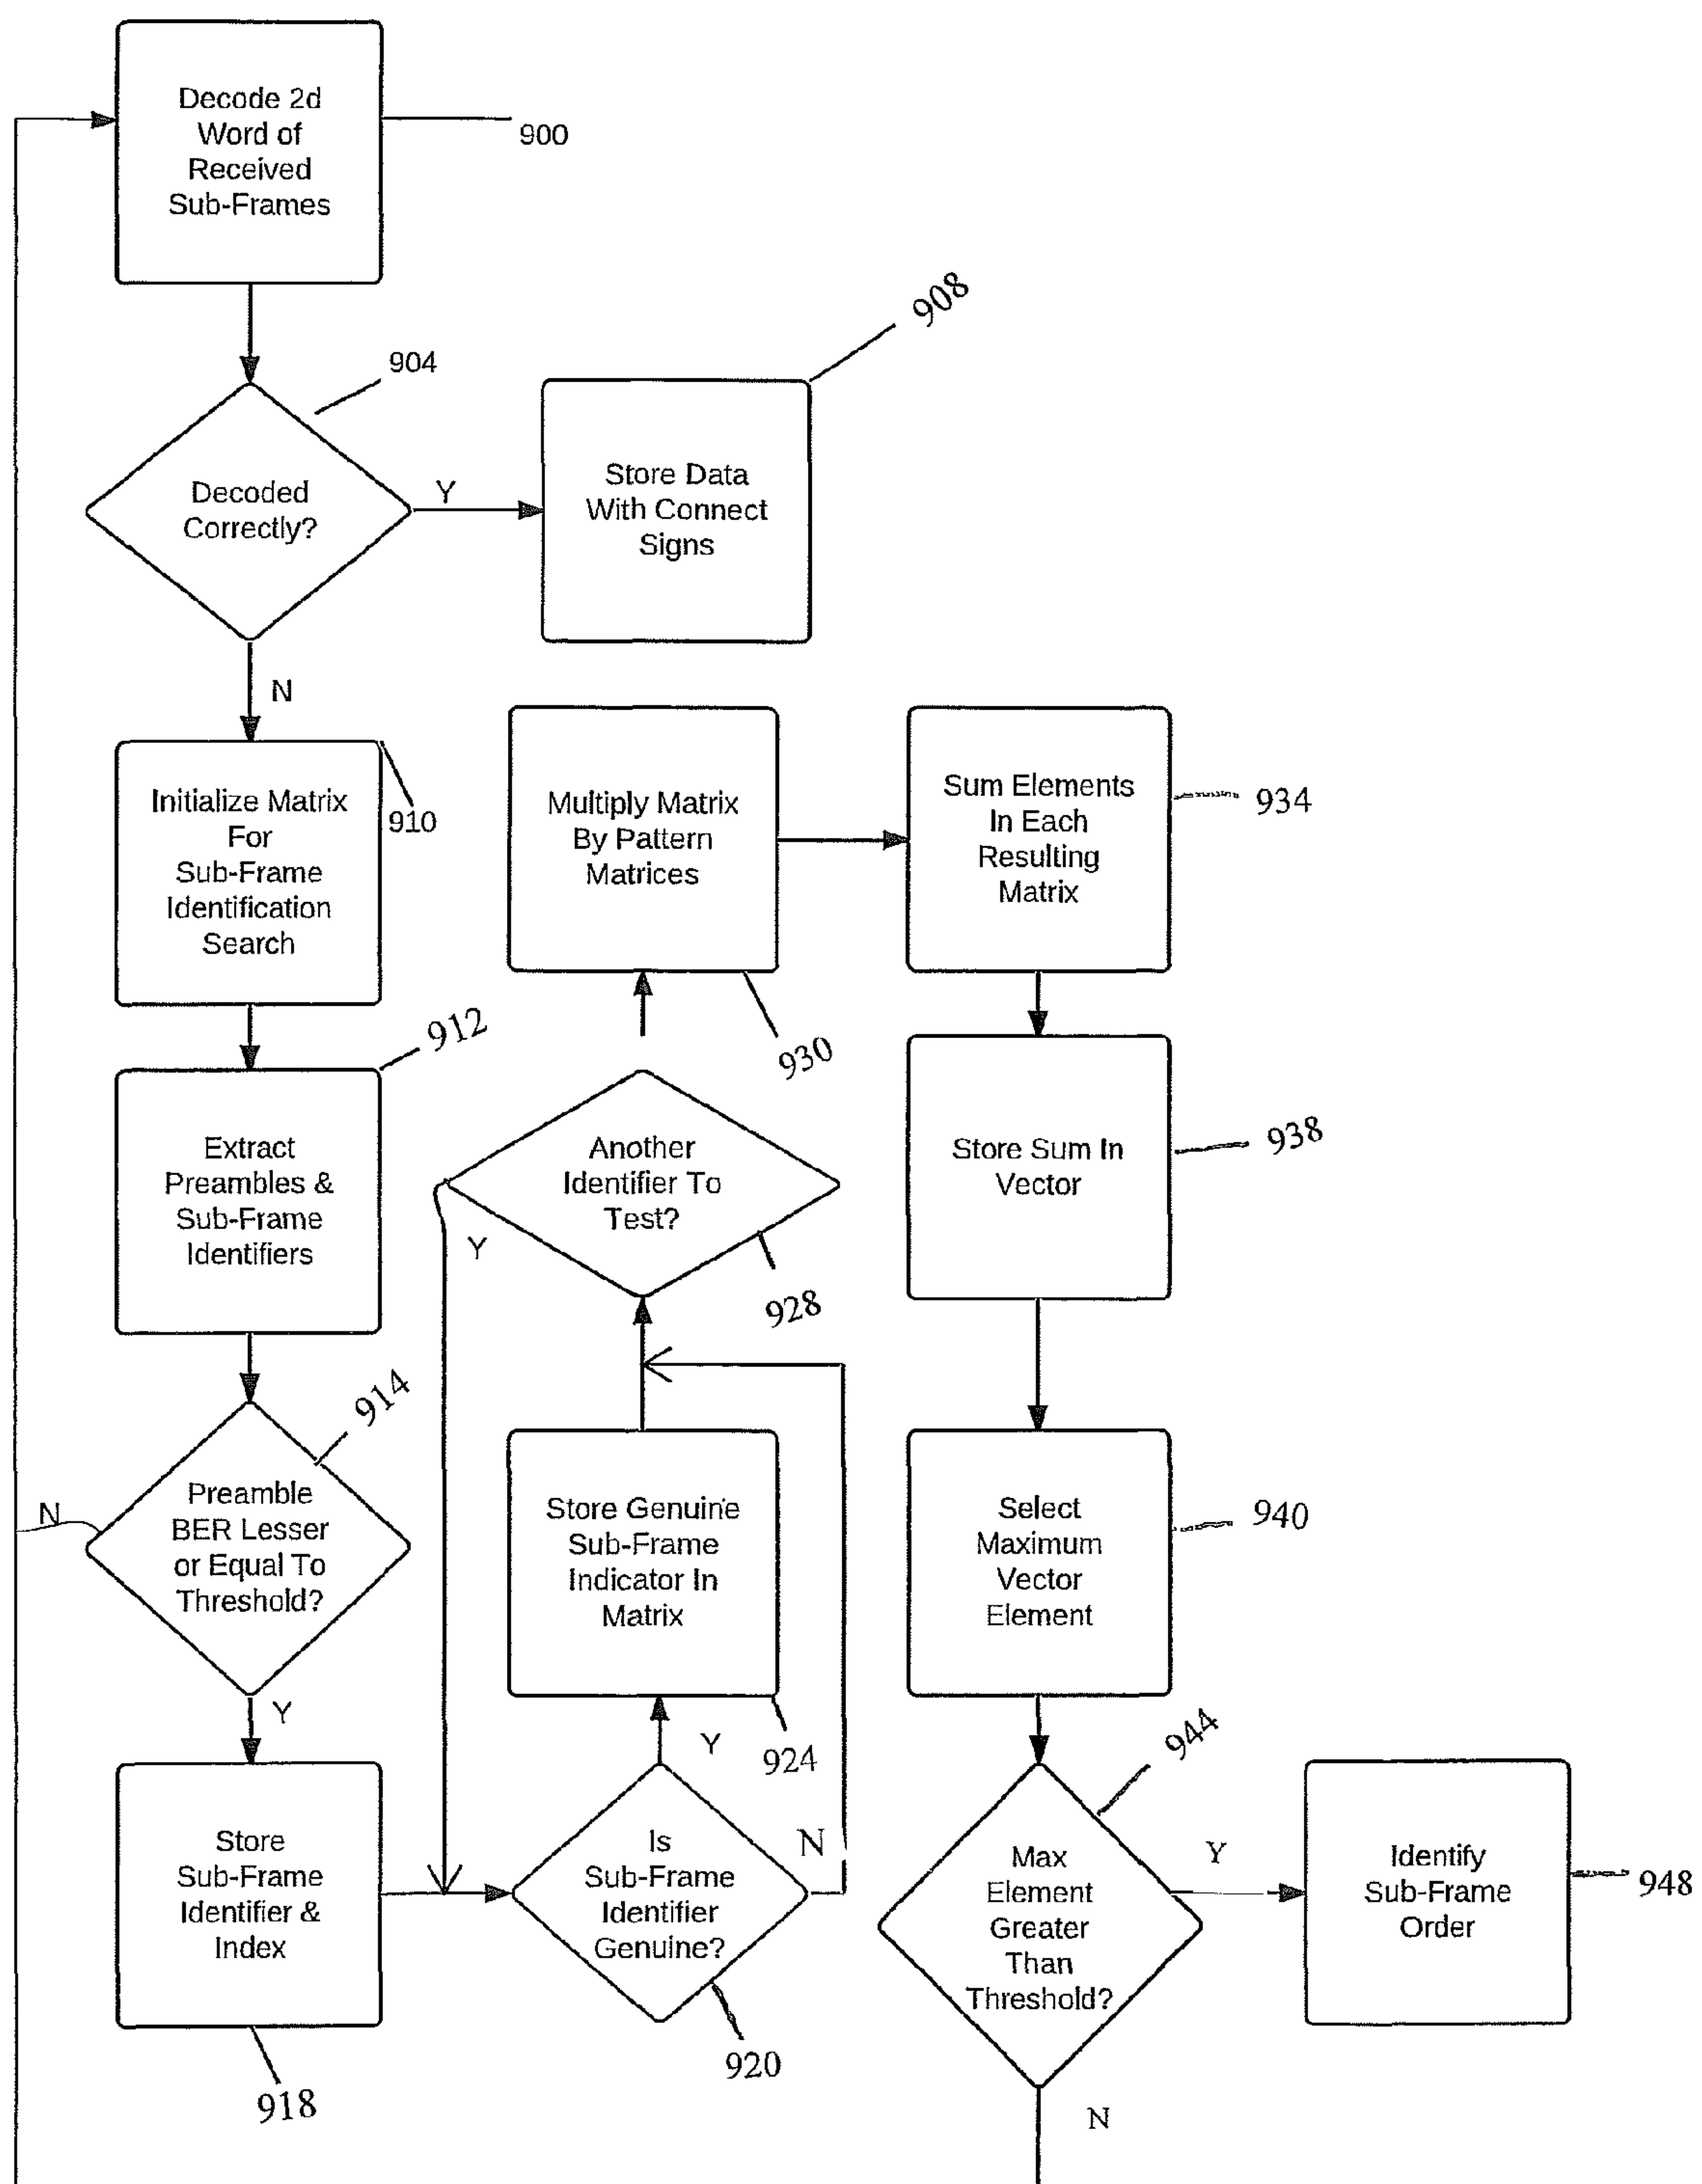 Decode 2d
Word of
Received
Sub-Frames
900
904
Decoded
Correctly?
Y
N
908
Store Data
With Connect
Signs
910
Initialize Matrix
For
Sub-Frame
Identification
Search
912
Extract
Preambles &
Sub-Frame
Identifiers
914
Preamble
BER Lesser
or Equal To
Threshold?
N
Y
Store
Sub-Frame
Identifier &
Index
918
Is
Sub-Frame
Identifier
Genuine?
920
Y
N
Store Genuine
Sub-Frame
Indicator In
Matrix
924
Another
Identifier To
Test?
928
Y
Multiply Matrix
By Pattern
Matrices
930
Sum Elements
In Each
Resulting
Matrix
934
Store Sum In
Vector
938
Select
Maximum
Vector
Element
940
Max
Element
Greater
Than
Threshold?
944
Y
N
Identify
Sub-Frame
Order
948